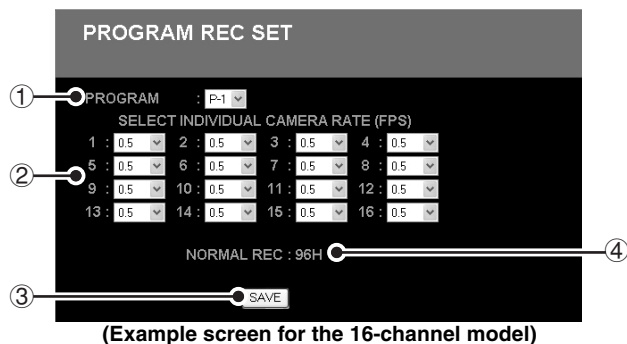 PROGRAM REC SET
① PROGRAM : P-1
SELECT INDIVIDUAL CAMERA RATE (FPS)
1 : 0.5 2 : 0.5 3 : 0.5 4 : 0.5
② 5 : 0.5 6 : 0.5 7 : 0.5 8 : 0.5
9 : 0.5 10 : 0.5 11 : 0.5 12 : 0.5
13 : 0.5 14 : 0.5 15 : 0.5 16 : 0.5
NORMAL REC : 96H ④
③ SAVE
(Example screen for the 16-channel model)